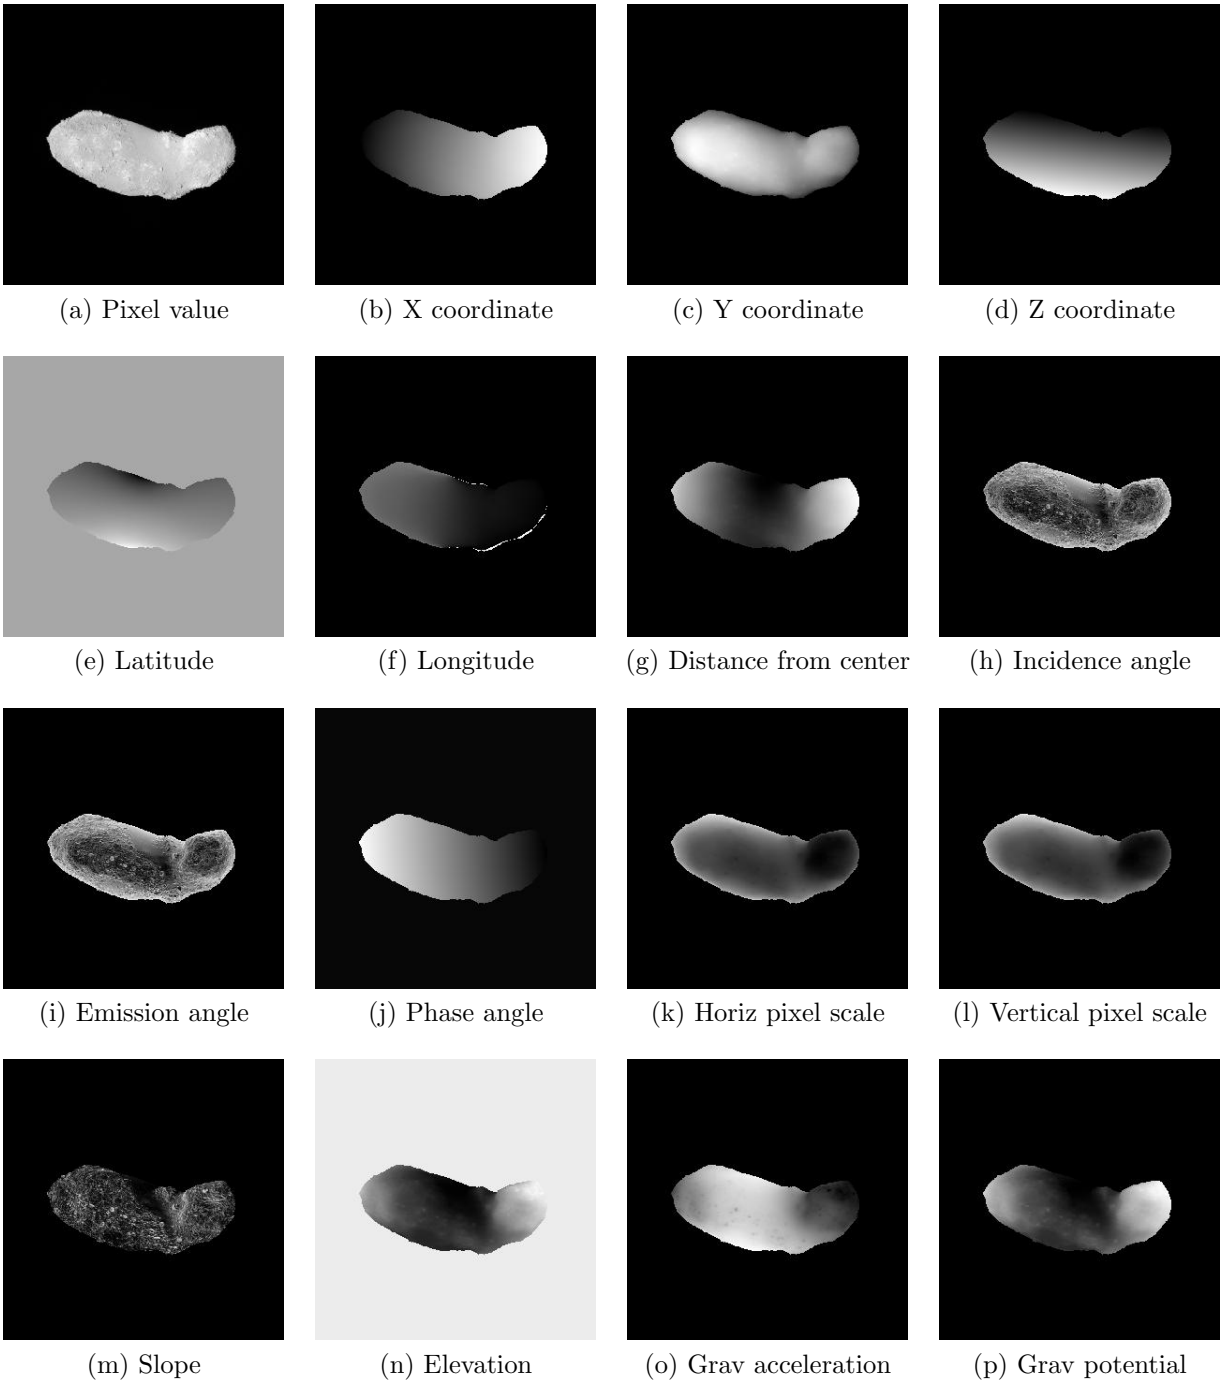 (a) Pixel value
(b) X coordinate
(c) Y coordinate
(d) Z coordinate
(e) Latitude
(f) Longitude
(g) Distance from center
(h) Incidence angle
(i) Emission angle
(j) Phase angle
(k) Horiz pixel scale
(l) Vertical pixel scale
(m) Slope
(n) Elevation
(o) Grav acceleration
(p) Grav potential